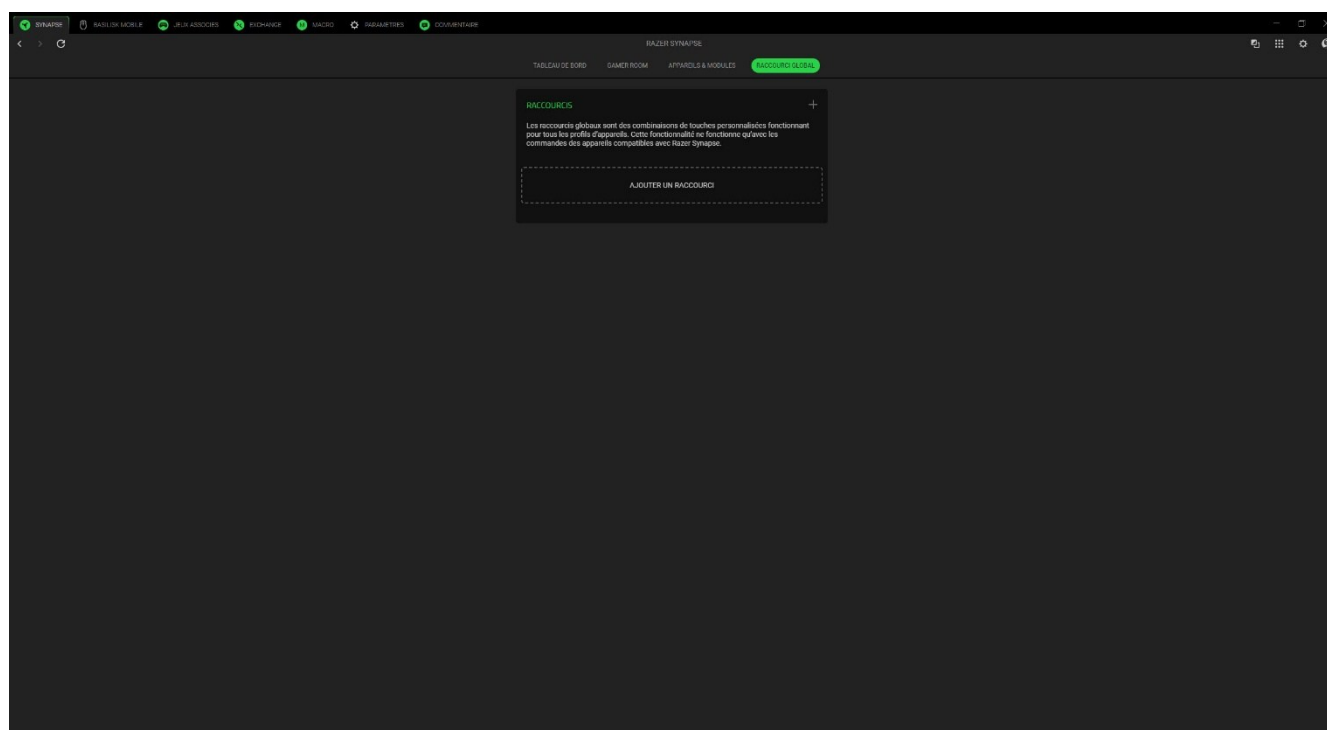 SYNAPSE BASILISK MOBILE JEUX ASSOCIÉS EXCHANGE MACRO PARAMÈTRES COMMENTAIRE
RAZER SYNAPSE
TABLEAU DE BORD GAMER ROOM APPAREILS & MODULES RACCOURCI GLOBAL
RACCOURCIS
Les raccourcis globaux sont des combinaisons de touches personnalisées fonctionnant
pour tous les profils d'appareils. Cette fonctionnalité ne fonctionne qu'avec les
commandes des appareils compatibles avec Razer Synapse.
AJOUTER UN RACCOURCI